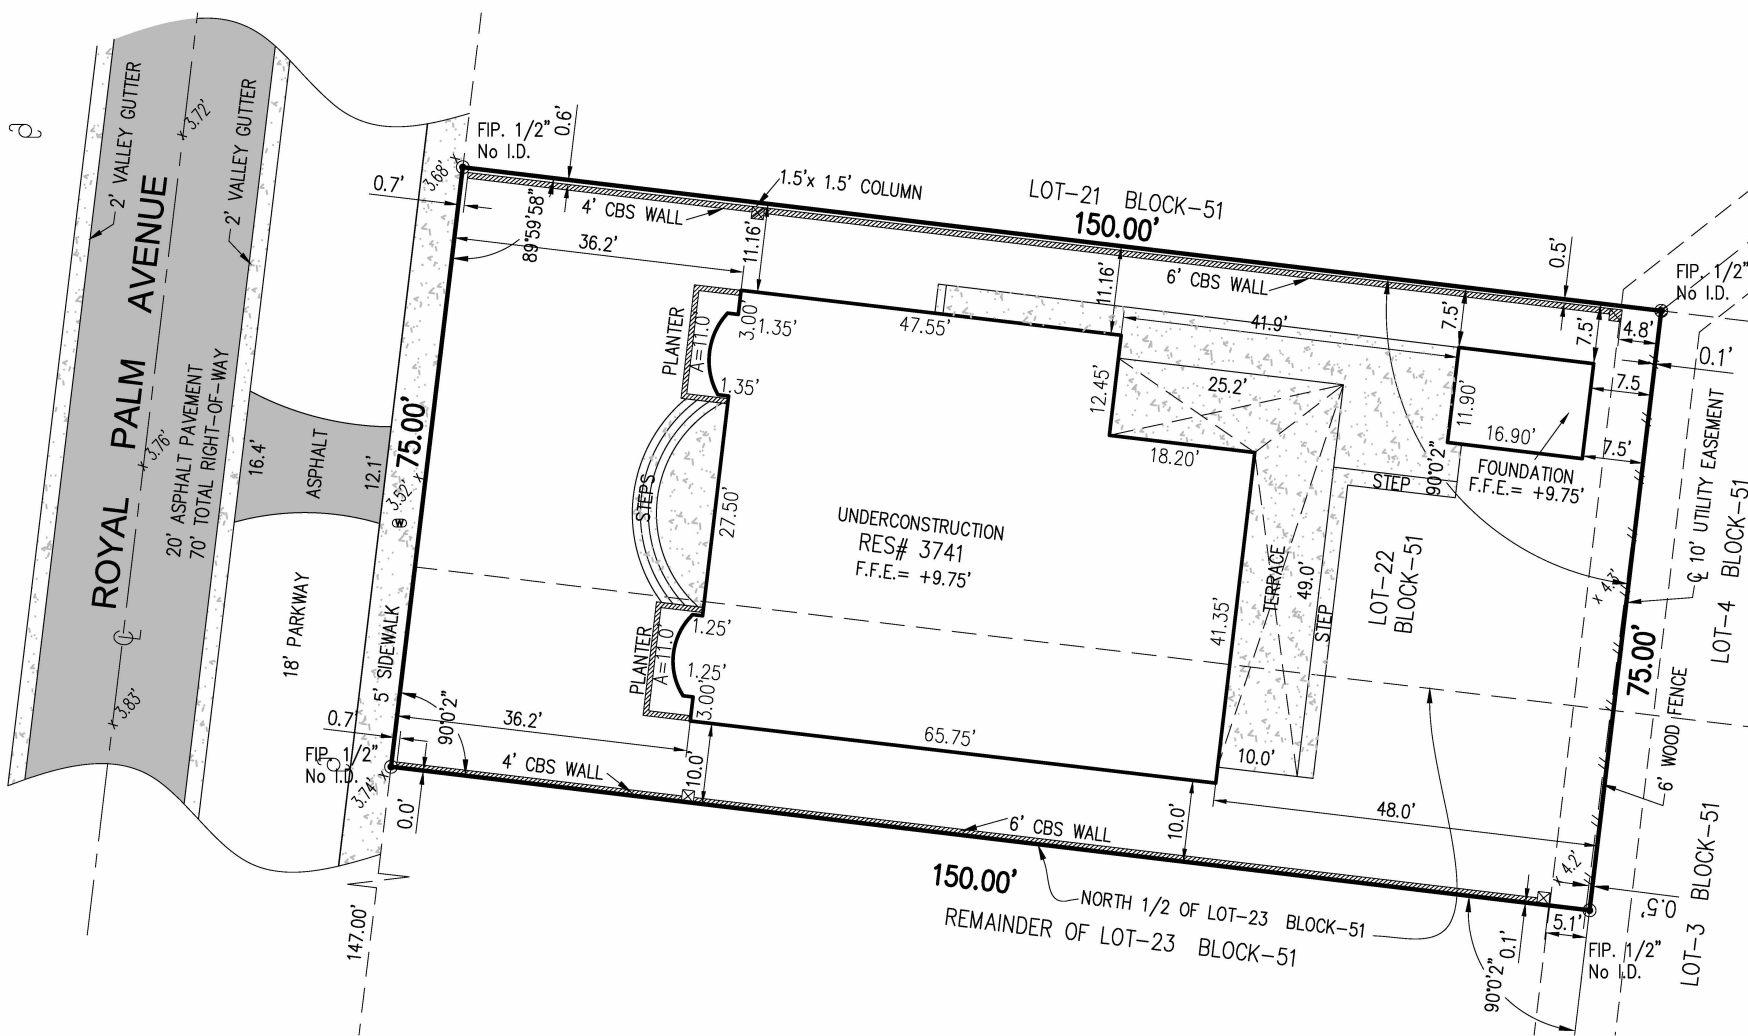 2' VALLEY GUTTER
x 3.72'
2' VALLEY GUTTER
ROYAL PALM AVENUE
x 3.76'
20' ASPHALT PAVEMENT
70' TOTAL RIGHT-OF-WAY
x 3.83'
16.4'
ASPHALT
12.1'
18' PARKWAY
5' SIDEWALK
3.68' x
3.52' x
3.74' x
75.00'
147.00'
FIP. 1/2"
No I.D.
0.6'
0.7'
89°59'58"
4' CBS WALL
1.5'x 1.5' COLUMN
LOT-21 BLOCK-51
150.00'
36.2'
11.16'
11.16'
6' CBS WALL
0.5'
FIP. 1/2"
No I.D.
7.5'
7.5'
4.8'
0.1'
PLANTER
A=11.0'
3.00'
1.35'
47.55'
41.9'
1.35'
12.45'
25.2'
11.90'
16.90'
7.5
7.5'
18.20'
FOUNDATION
F.F.E.= +9.75'
STEP
90°0'2"
STEPS
27.50'
UNDERCONSTRUCTION
RES# 3741
F.F.E.= +9.75'
TERRACE
49.0'
STEP
LOT-22
BLOCK-51
x 4.3'
℄ 10' UTILITY EASEMENT
LOT-4 BLOCK-51
75.00'
PLANTER
A=11.0'
1.25'
1.25'
3.00'
41.35'
65.75'
10.0'
6' WOOD FENCE
0.7'
36.2'
90°0'2"
FIP. 1/2"
No I.D.
0.0'
4' CBS WALL
10.0'
10.0'
48.0'
6' CBS WALL
150.00'
NORTH 1/2 OF LOT-23 BLOCK-51
REMAINDER OF LOT-23 BLOCK-51
x 4.2'
0.5'
5.1'
0.1'
90°0'2"
FIP. 1/2"
No I.D.
LOT-3 BLOCK-51